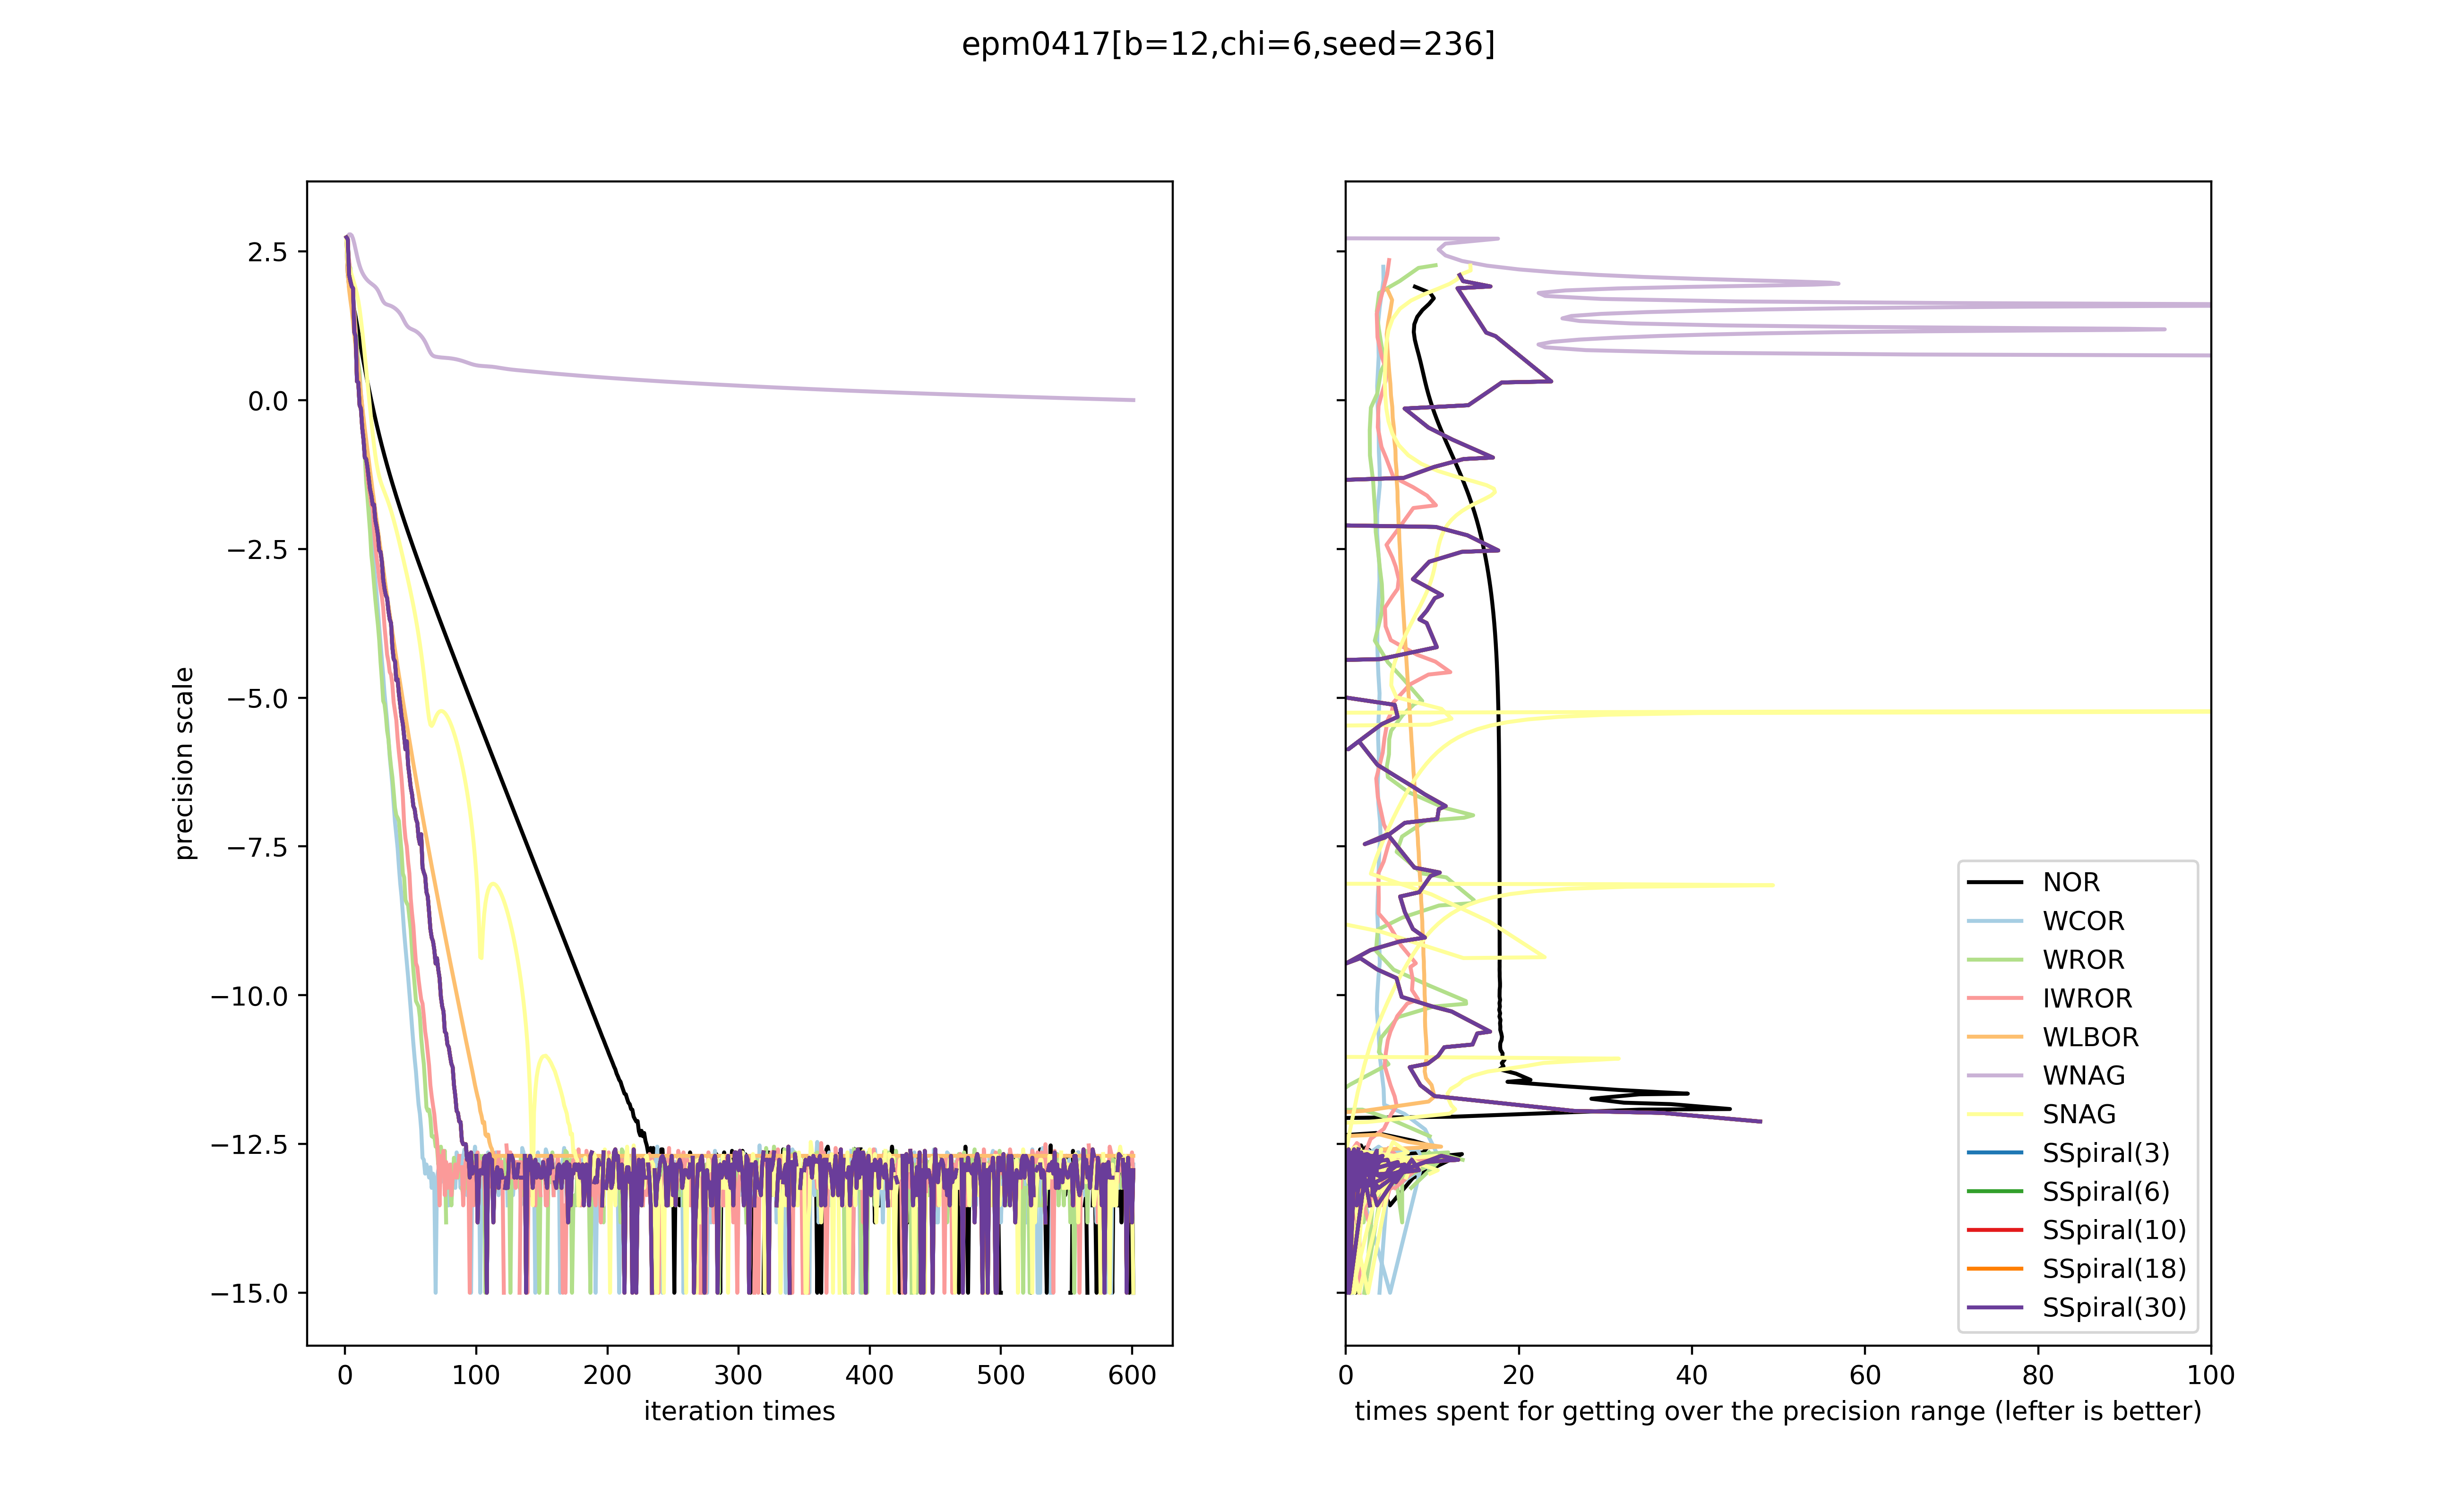 epm0417[b=12,chi=6,seed=236]
precision scale
2.5
0.0
−2.5
−5.0
−7.5
−10.0
−12.5
−15.0
0 100 200 300 400 500 600
iteration times
0 20 40 60 80 100
times spent for getting over the precision range (lefter is better)
NOR
WCOR
WROR
IWROR
WLBOR
WNAG
SNAG
SSpiral(3)
SSpiral(6)
SSpiral(10)
SSpiral(18)
SSpiral(30)